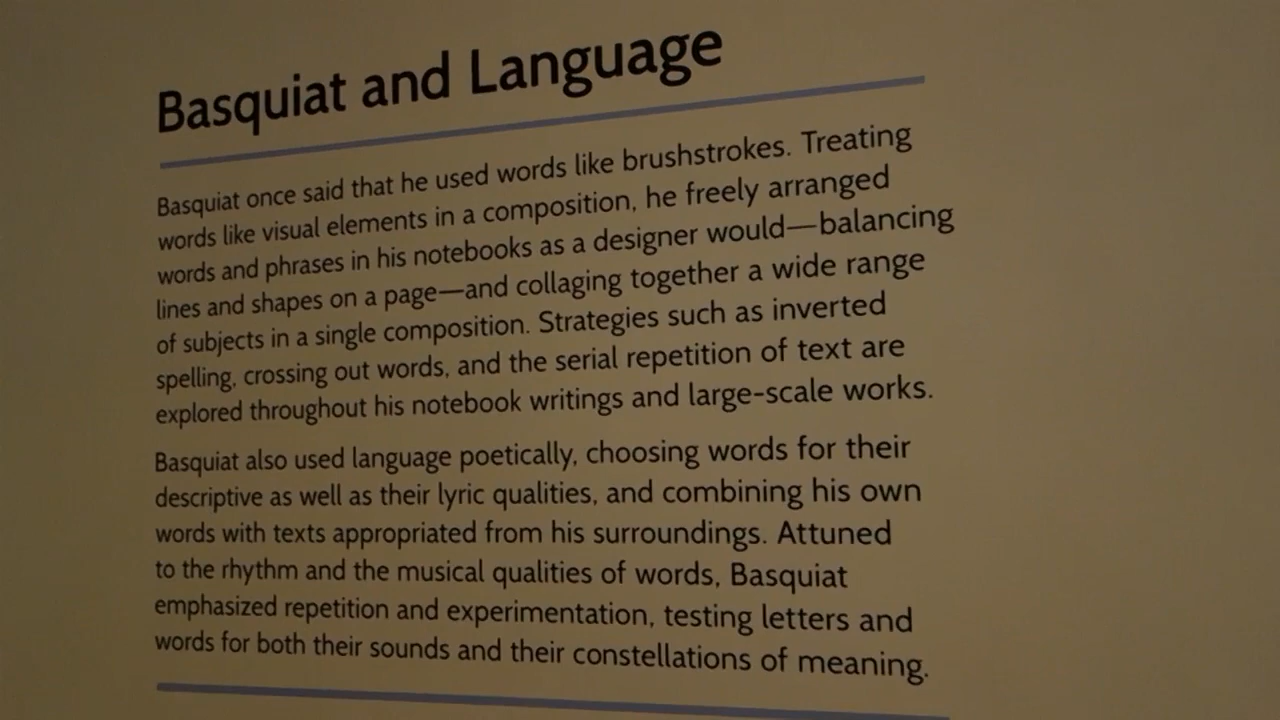 Basquiat and Language
Basquiat once said that he used words like brushstrokes. Treating
words like visual elements in a composition, he freely arranged
words and phrases in his notebooks as a designer would—balancing
lines and shapes on a page—and collaging together a wide range
of subjects in a single composition. Strategies such as inverted
spelling, crossing out words, and the serial repetition of text are
explored throughout his notebook writings and large-scale works.
Basquiat also used language poetically, choosing words for their
descriptive as well as their lyric qualities, and combining his own
words with texts appropriated from his surroundings. Attuned
to the rhythm and the musical qualities of words, Basquiat
emphasized repetition and experimentation, testing letters and
words for both their sounds and their constellations of meaning.